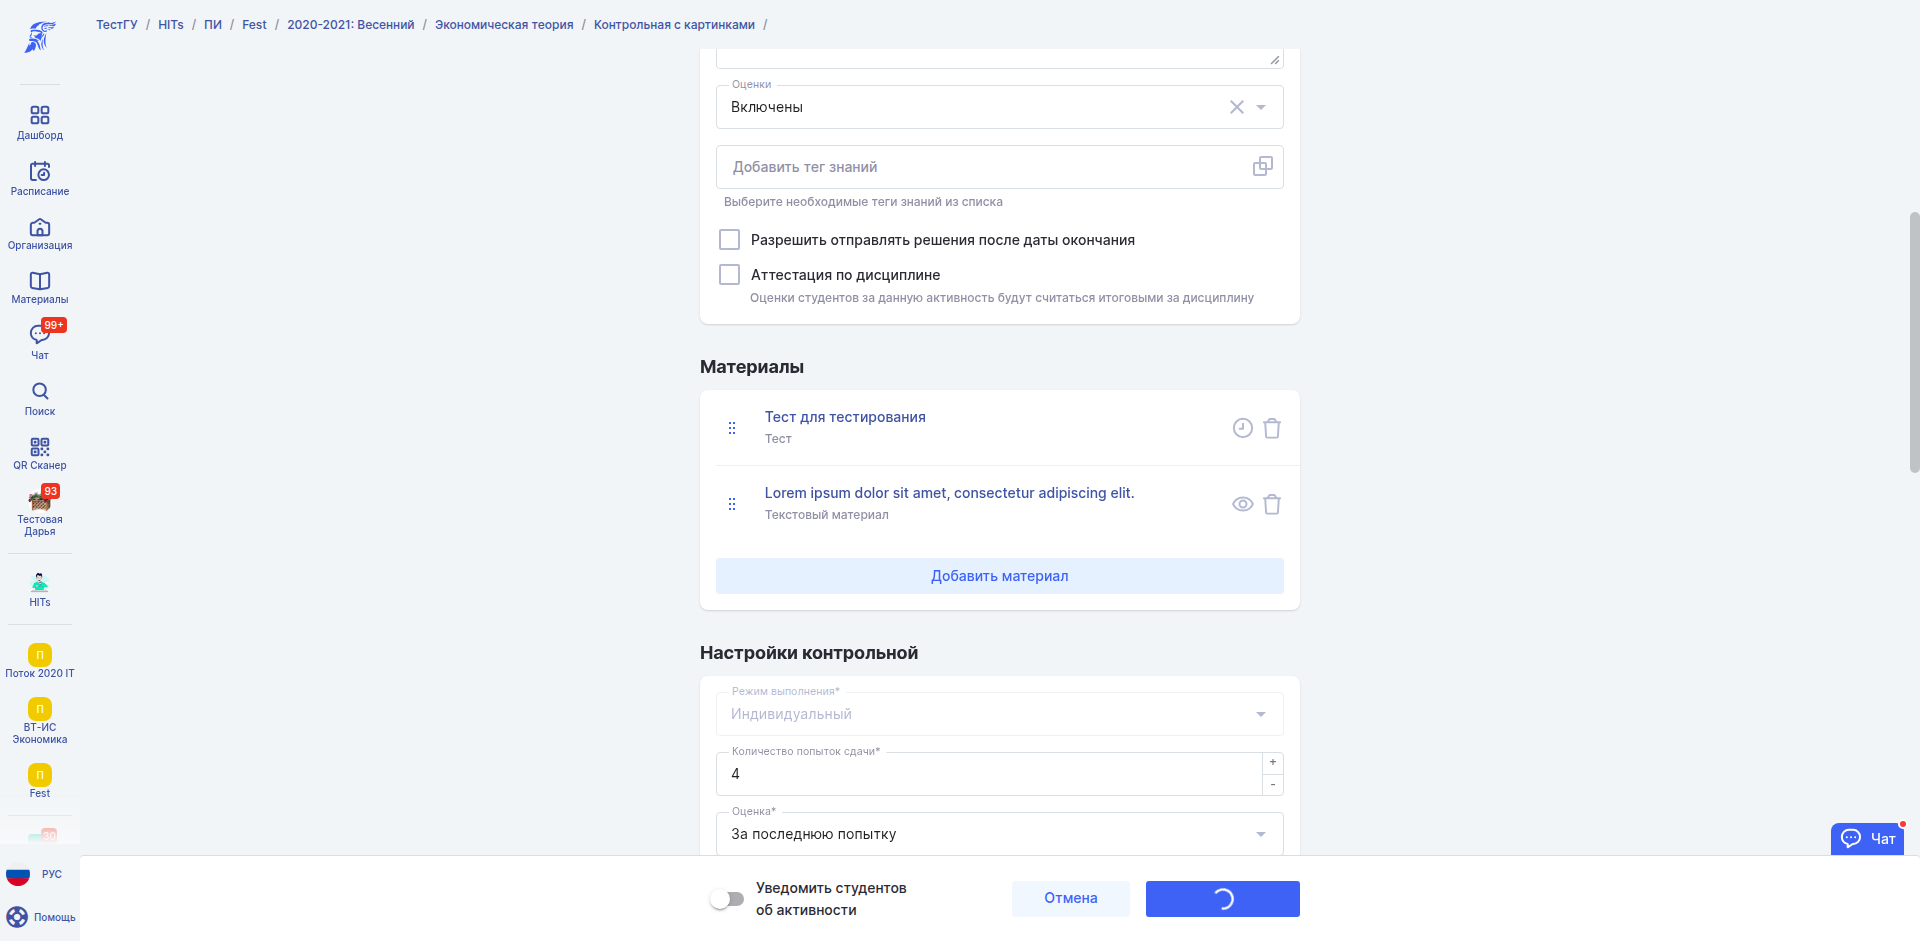 ТестГУ / HITs / ПИ / Fest / 2020-2021: Весенний / Экономическая теория / Контрольная с картинками /
Дашборд
Расписание
Организация
Материалы
99+
Чат
Поиск
QR Сканер
93
Тестовая
Дарья
HITs
П
Поток 2020 IT
П
ВТ-ИС
Экономика
П
Fest
30
РУС
Помощь
Оценки
Включены
Добавить тег знаний
Выберите необходимые теги знаний из списка
Разрешить отправлять решения после даты окончания
Аттестация по дисциплине
Оценки студентов за данную активность будут считаться итоговыми за дисциплину
Материалы
Тест для тестирования
Тест
Lorem ipsum dolor sit amet, consectetur adipiscing elit.
Текстовый материал
Добавить материал
Настройки контрольной
Режим выполнения*
Индивидуальный
Количество попыток сдачи*
4
+
-
Оценка*
За последнюю попытку
Уведомить студентов
об активности
Отмена
Чат